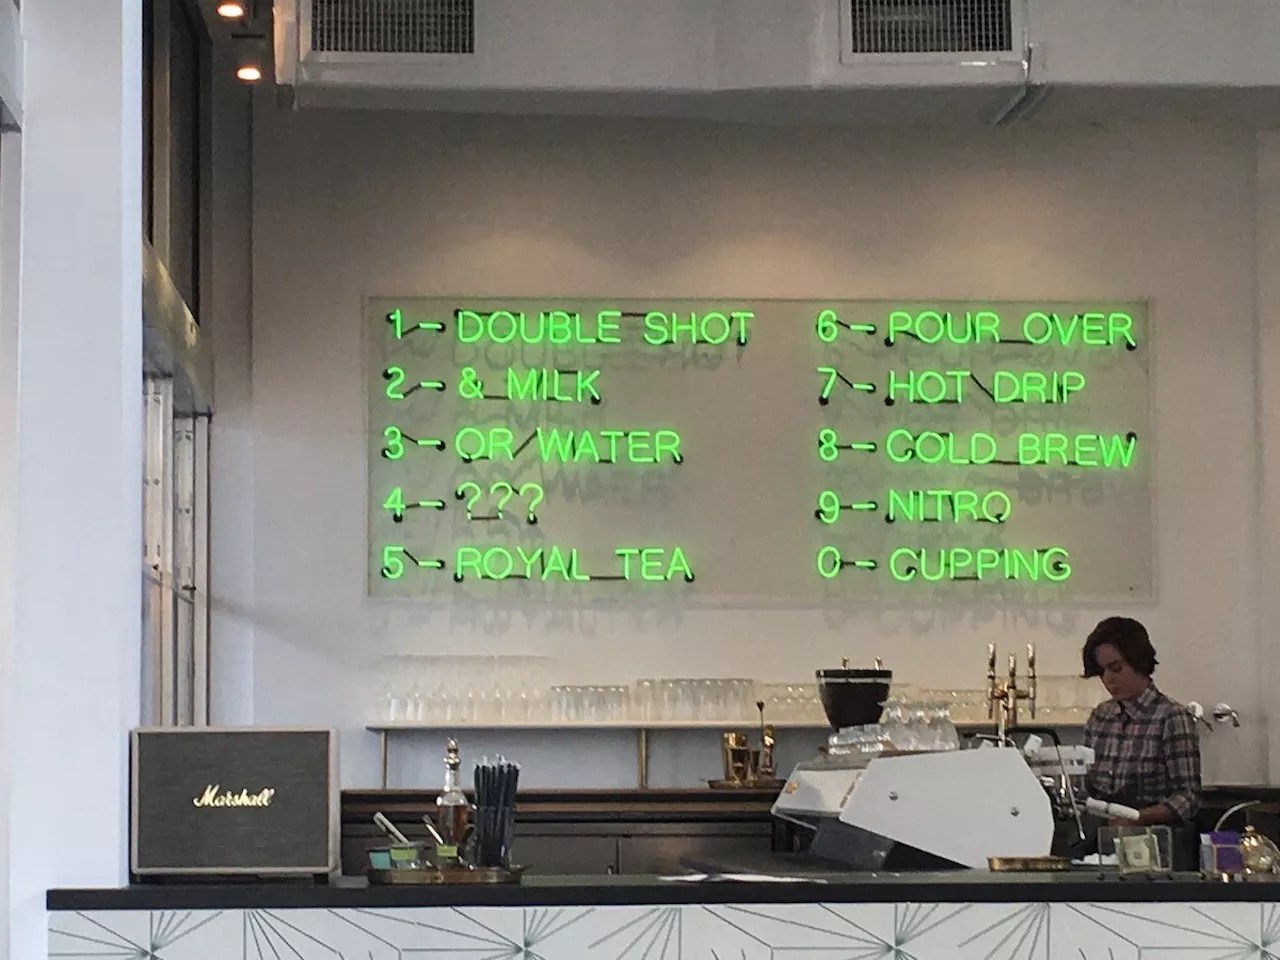 1 - DOUBLE SHOT
2 - & MILK
3 - OR WATER
4 - ???
5 - ROYAL TEA
6 - POUR OVER
7 - HOT DRIP
8 - COLD BREW
9 - NITRO
0 - CUPPING
Marshall